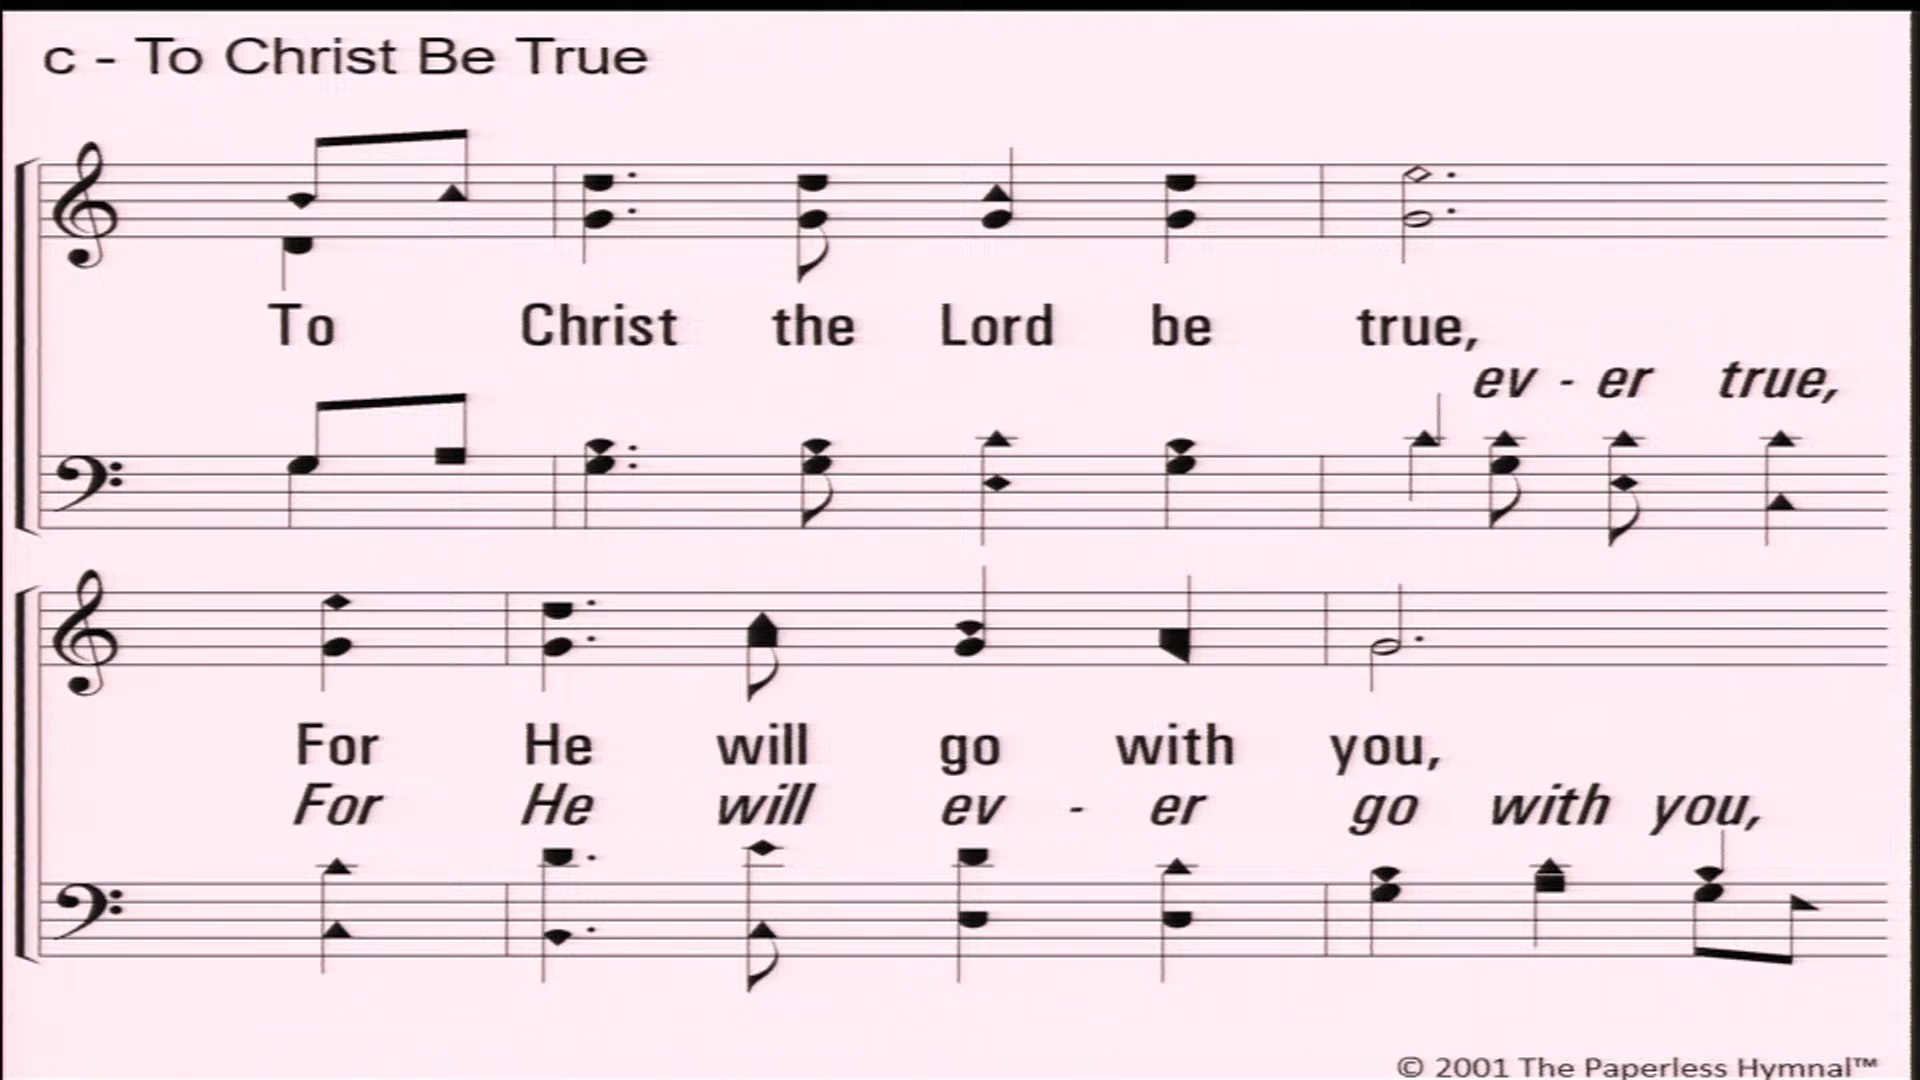 c - To Christ Be True
To Christ the Lord be true,
ev - er true,
For He will go with you,
For He will ev - er go with you,
© 2001 The Paperless Hymnal™